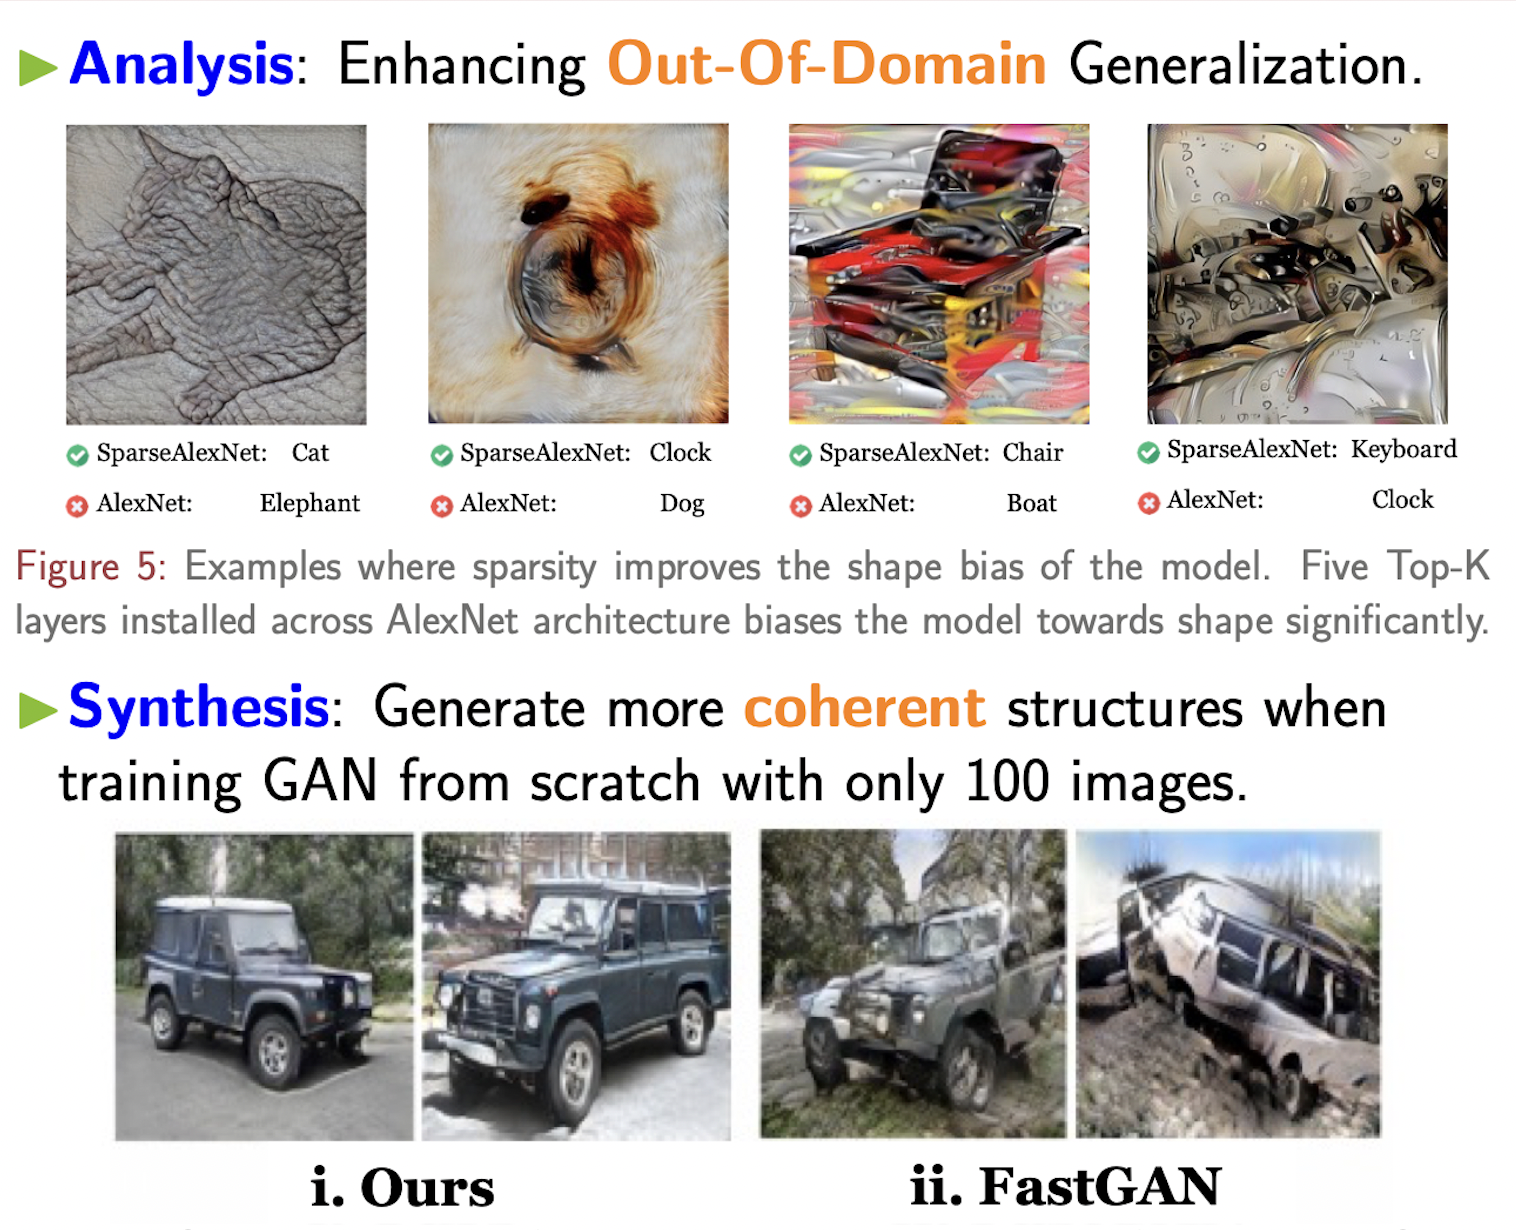 Analysis: Enhancing Out-Of-Domain Generalization.
SparseAlexNet: Cat
AlexNet: Elephant
SparseAlexNet: Clock
AlexNet: Dog
SparseAlexNet: Chair
AlexNet: Boat
SparseAlexNet: Keyboard
AlexNet: Clock
Figure 5: Examples where sparsity improves the shape bias of the model. Five Top-K
layers installed across AlexNet architecture biases the model towards shape significantly.
Synthesis: Generate more coherent structures when
training GAN from scratch with only 100 images.
i. Ours
ii. FastGAN